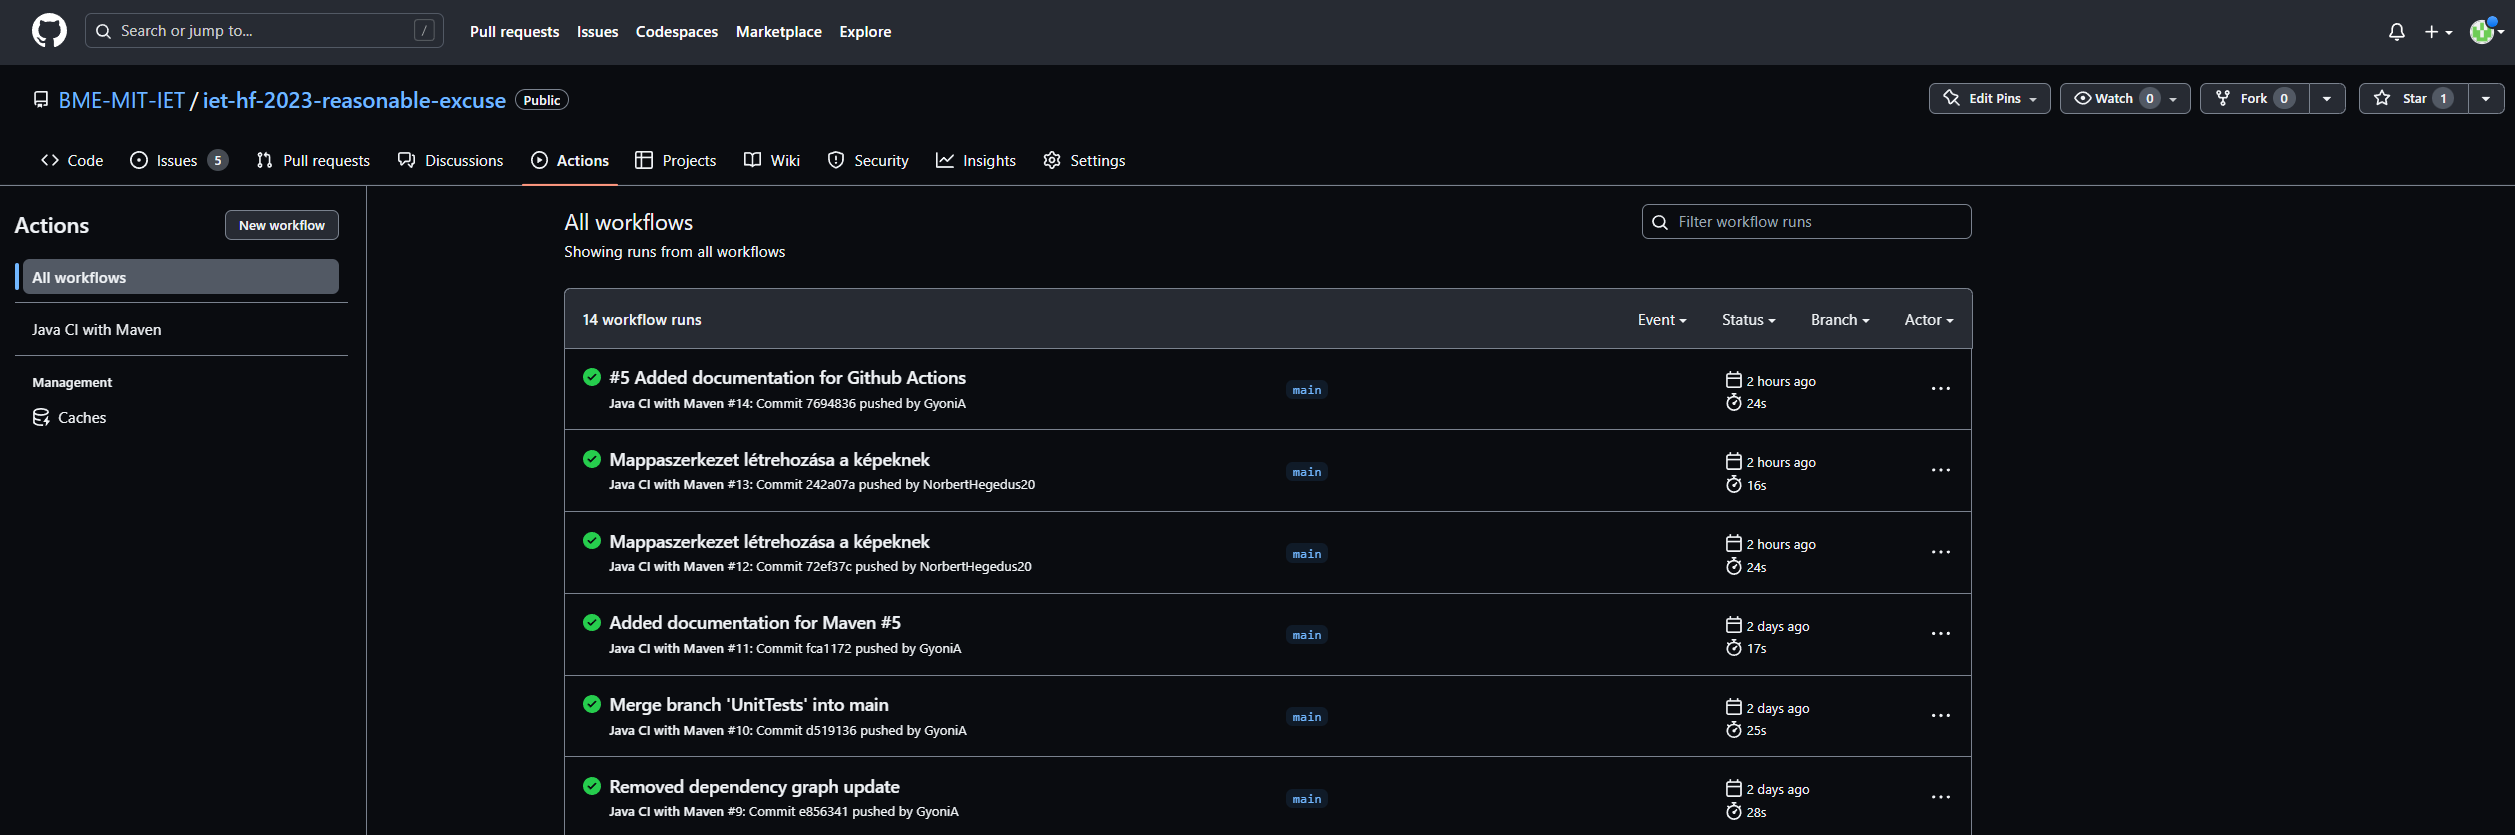 Search or jump to... /
Pull requests Issues Codespaces Marketplace Explore
BME-MIT-IET / iet-hf-2023-reasonable-excuse Public
Edit Pins Watch 0 Fork 0 Star 1
Code Issues 5 Pull requests Discussions Actions Projects Wiki Security Insights Settings
Actions
New workflow
All workflows
Java CI with Maven
Management
Caches
All workflows
Showing runs from all workflows
Filter workflow runs
14 workflow runs
Event Status Branch Actor
#5 Added documentation for Github Actions
Java CI with Maven #14: Commit 7694836 pushed by GyoniA
main
2 hours ago
24s
Mappaszerkezet létrehozása a képeknek
Java CI with Maven #13: Commit 242a07a pushed by NorbertHegedus20
main
2 hours ago
16s
Mappaszerkezet létrehozása a képeknek
Java CI with Maven #12: Commit 72ef37c pushed by NorbertHegedus20
main
2 hours ago
24s
Added documentation for Maven #5
Java CI with Maven #11: Commit fca1172 pushed by GyoniA
main
2 days ago
17s
Merge branch 'UnitTests' into main
Java CI with Maven #10: Commit d519136 pushed by GyoniA
main
2 days ago
25s
Removed dependency graph update
Java CI with Maven #9: Commit e856341 pushed by GyoniA
main
2 days ago
28s